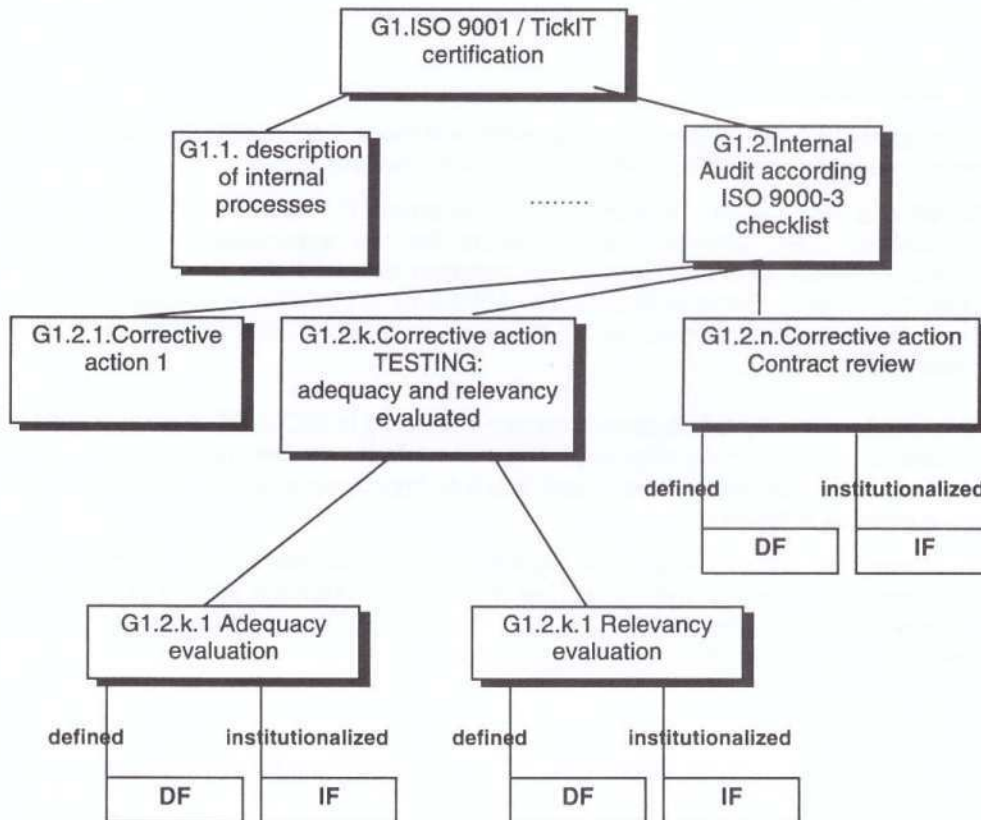 G1.ISO 9001 / TickIT
certification
G1.1. description
of internal
processes
........
G1.2.Internal
Audit according
ISO 9000-3
checklist
G1.2.1.Corrective
action 1
G1.2.k.Corrective action
TESTING:
adequacy and relevancy
evaluated
G1.2.n.Corrective action
Contract review
defined
institutionalized
DF
IF
G1.2.k.1 Adequacy
evaluation
G1.2.k.1 Relevancy
evaluation
defined
institutionalized
defined
institutionalized
DF
IF
DF
IF